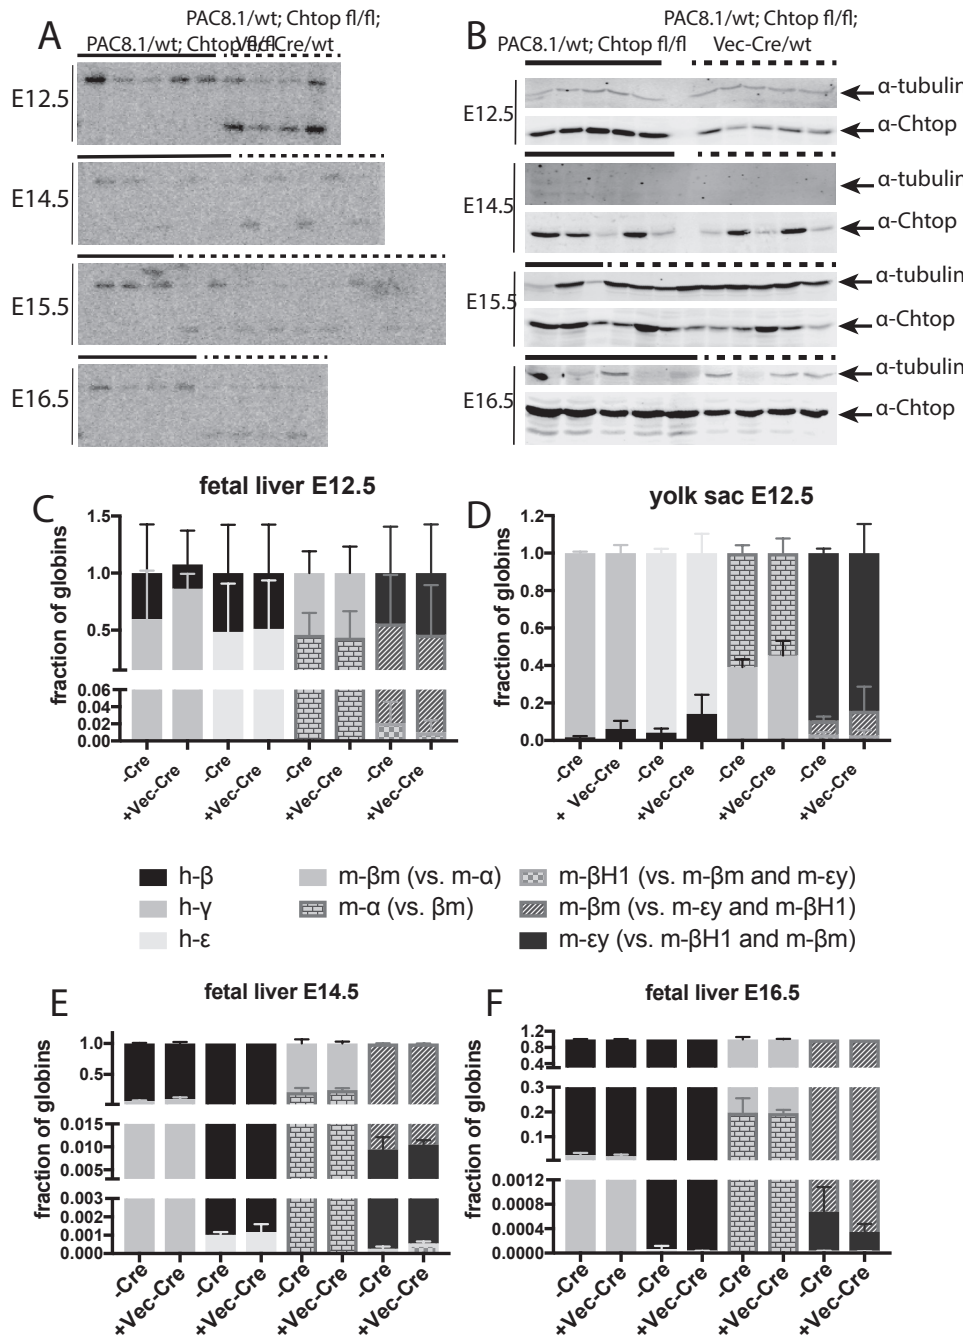 A
PAC8.1/wt; Chtop fl/fl;
PAC8.1/wt; Chtop fl/fl
Vec-Cre/wt
E12.5
E14.5
E15.5
E16.5
B
PAC8.1/wt; Chtop fl/fl;
PAC8.1/wt; Chtop fl/fl
Vec-Cre/wt
E12.5
α-tubulin
α-Chtop
E14.5
α-tubulin
α-Chtop
E15.5
α-tubulin
α-Chtop
E16.5
α-tubulin
α-Chtop
C
fetal liver E12.5
fraction of globins
1.5
1.0
0.5
0.06
0.04
0.02
0.00
-Cre
+Vec-Cre
-Cre
+Vec-Cre
-Cre
+Vec-Cre
-Cre
+Vec-Cre
D
yolk sac E12.5
fraction of globins
1.2
1.0
0.8
0.6
0.4
0.2
0.0
-Cre
+ Vec-Cre
-Cre
+Vec-Cre
-Cre
+Vec-Cre
-Cre
+Vec-Cre
h-β
h-γ
h-ε
m-βm (vs. m-α)
m-α (vs. βm)
m-βH1 (vs. m-βm and m-εy)
m-βm (vs. m-εy and m-βH1)
m-εy (vs. m-βH1 and m-βm)
E
fetal liver E14.5
fraction of globins
1.0
0.5
0.015
0.010
0.005
0.003
0.002
0.001
0.000
-Cre
+Vec-Cre
-Cre
+Vec-Cre
-Cre
+Vec-Cre
-Cre
+Vec-Cre
F
fetal liver E16.5
fraction of globins
1.2
0.8
0.4
0.3
0.2
0.1
0.0012
0.0008
0.0004
0.0000
-Cre
+Vec-Cre
-Cre
+Vec-Cre
-Cre
+Vec-Cre
-Cre
+Vec-Cre